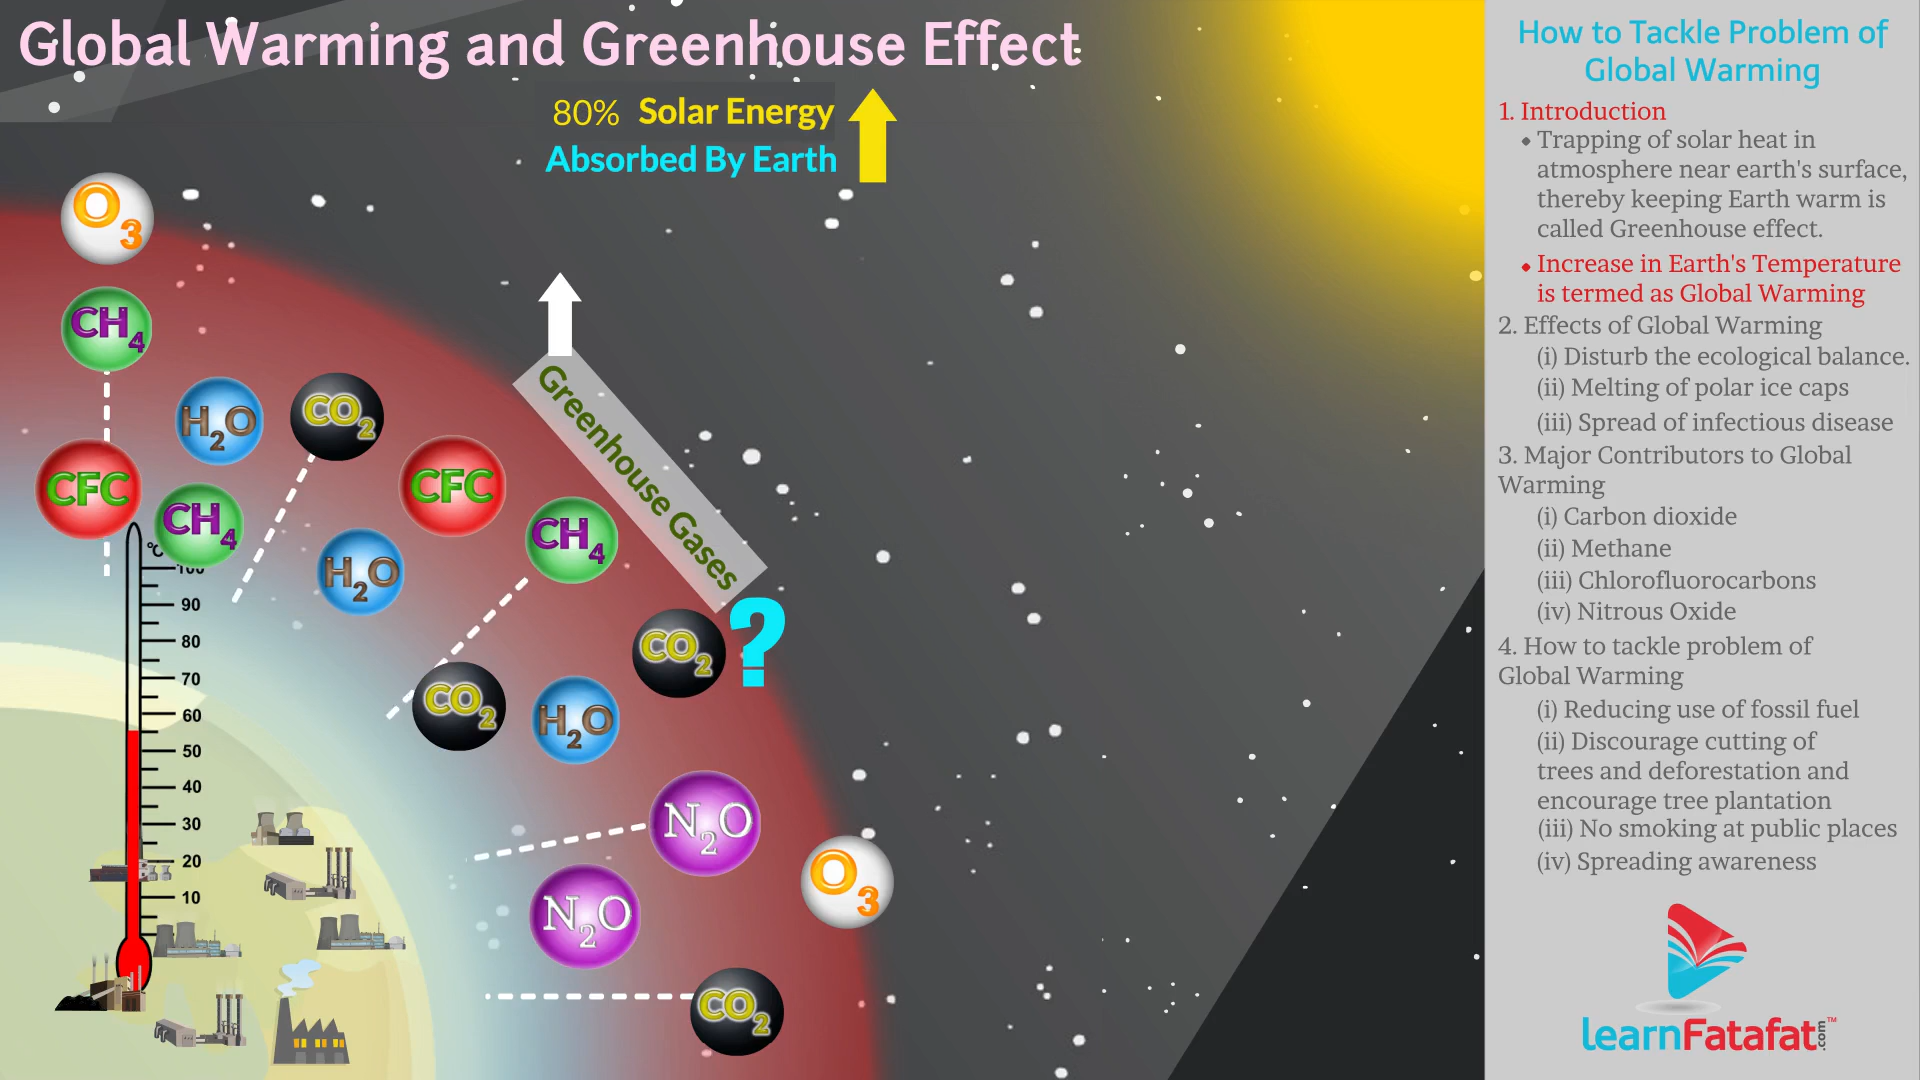 Global Warming and Greenhouse Effect
80% Solar Energy
Absorbed By Earth
O3
CH4
H2O
CO2
CFC
CFC
CH4
CH4
H2O
Greenhouse Gases
CO2
?
CO2
H2O
N2O
O3
N2O
CO2
°C
100
90
80
70
60
50
40
30
20
10
How to Tackle Problem of
Global Warming
1. Introduction
• Trapping of solar heat in
atmosphere near earth's surface,
thereby keeping Earth warm is
called Greenhouse effect.
• Increase in Earth's Temperature
is termed as Global Warming
2. Effects of Global Warming
(i) Disturb the ecological balance.
(ii) Melting of polar ice caps
(iii) Spread of infectious disease
3. Major Contributors to Global
Warming
(i) Carbon dioxide
(ii) Methane
(iii) Chlorofluorocarbons
(iv) Nitrous Oxide
4. How to tackle problem of
Global Warming
(i) Reducing use of fossil fuel
(ii) Discourage cutting of
trees and deforestation and
encourage tree plantation
(iii) No smoking at public places
(iv) Spreading awareness
learnFatafat.com™